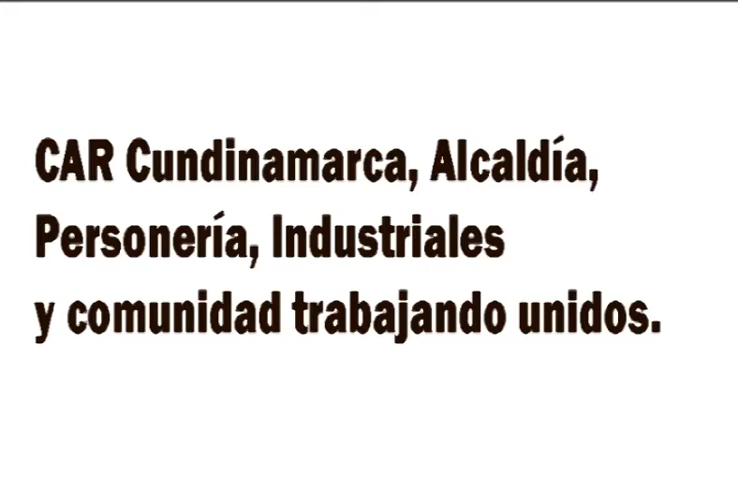 CAR Cundinamarca, Alcaldía,
Personería, Industriales
y comunidad trabajando unidos.